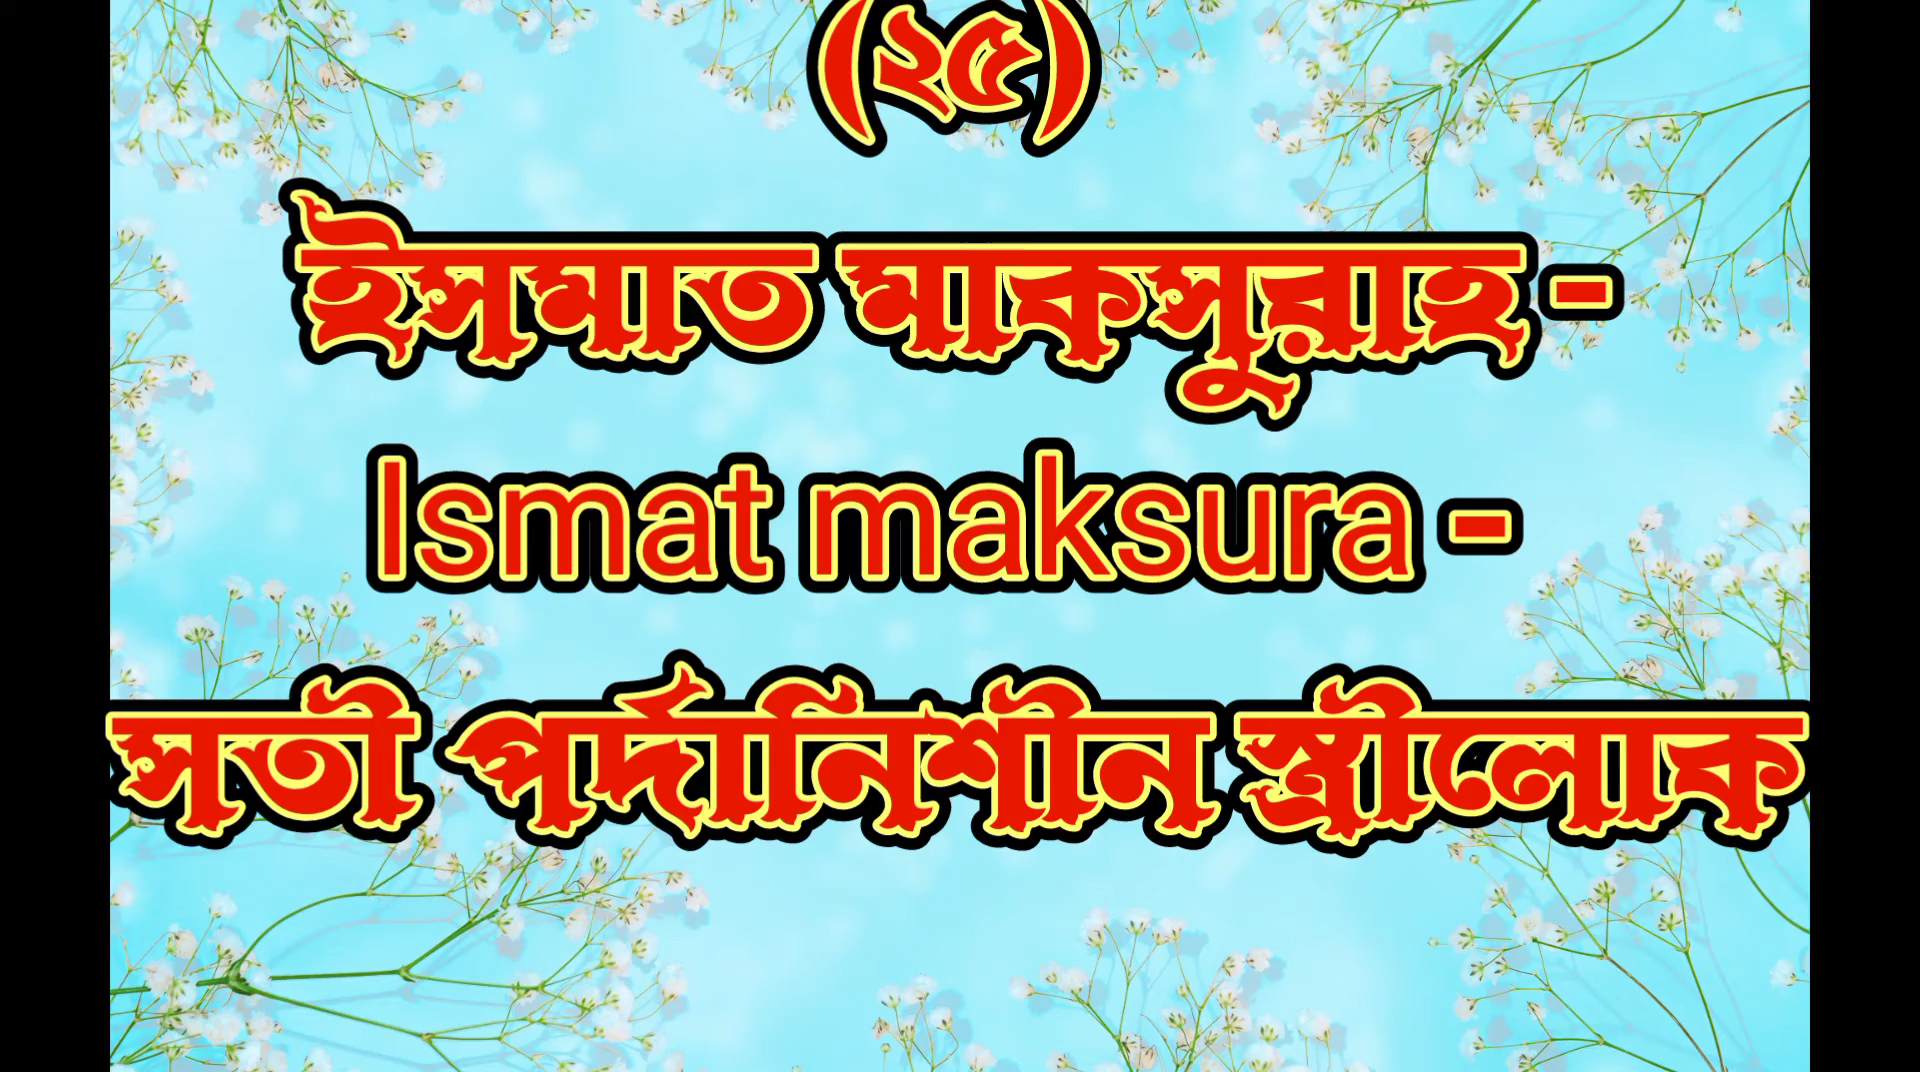 (২৫)
ইসমাত মাকসুরাহ -
Ismat maksura -
সতী পর্দানিশীন স্ত্রীলোক